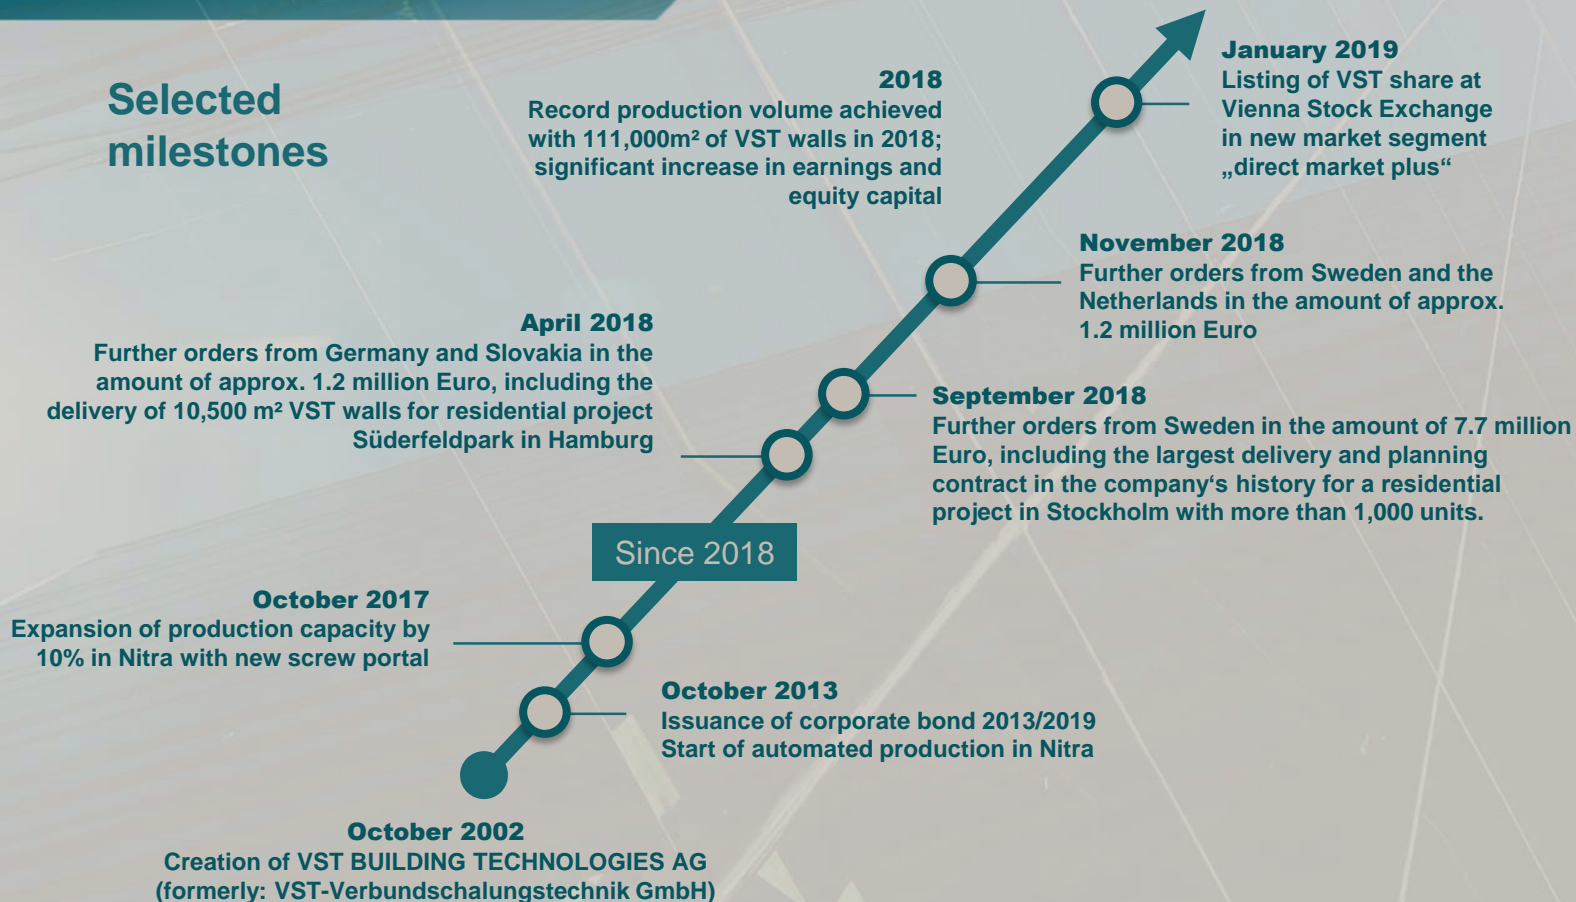 Selected
milestones
2018
Record production volume achieved
with 111,000m² of VST walls in 2018;
significant increase in earnings and
equity capital
January 2019
Listing of VST share at
Vienna Stock Exchange
in new market segment
„direct market plus“
November 2018
Further orders from Sweden and the
Netherlands in the amount of approx.
1.2 million Euro
April 2018
Further orders from Germany and Slovakia in the
amount of approx. 1.2 million Euro, including the
delivery of 10,500 m² VST walls for residential project
Süderfeldpark in Hamburg
September 2018
Further orders from Sweden in the amount of 7.7 million
Euro, including the largest delivery and planning
contract in the company‘s history for a residential
project in Stockholm with more than 1,000 units.
Since 2018
October 2017
Expansion of production capacity by
10% in Nitra with new screw portal
October 2013
Issuance of corporate bond 2013/2019
Start of automated production in Nitra
October 2002
Creation of VST BUILDING TECHNOLOGIES AG
(formerly: VST-Verbundschalungstechnik GmbH)